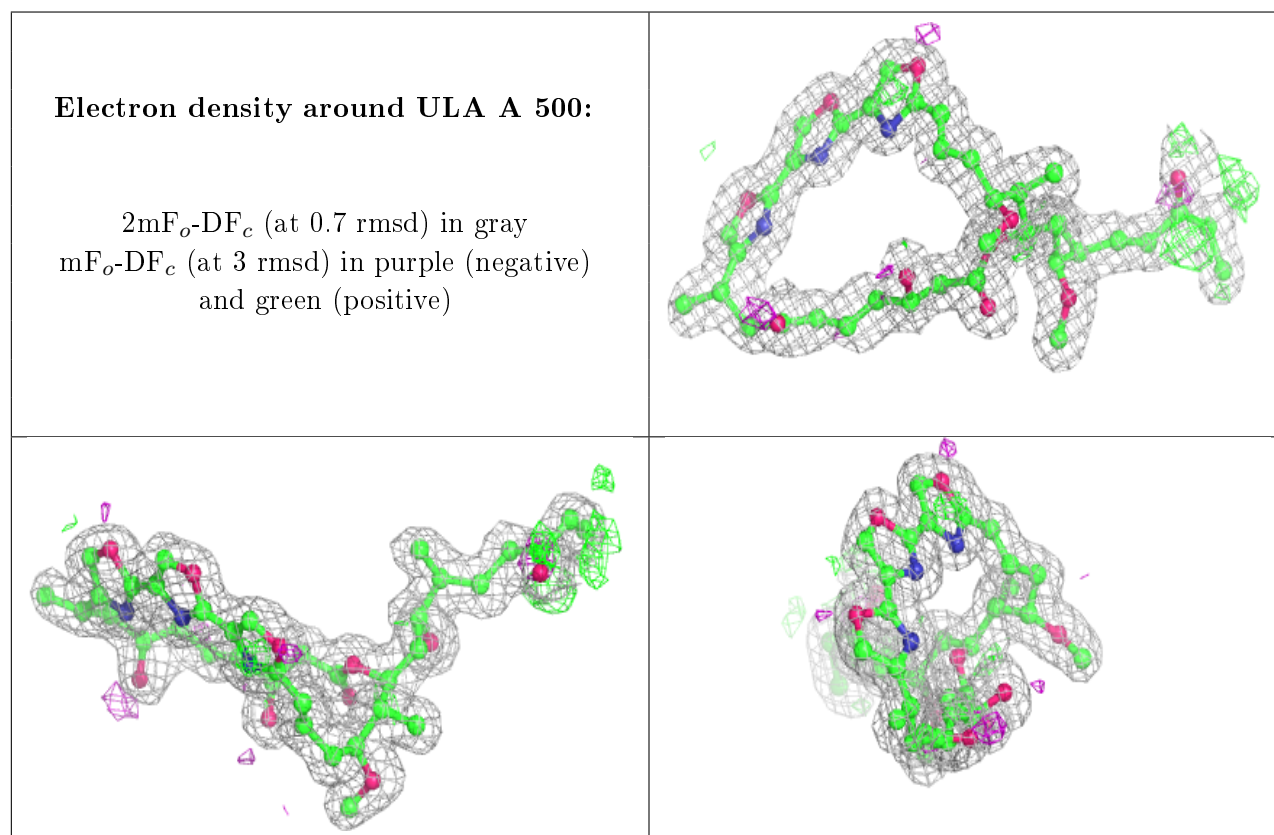 Electron density around ULA A 500:
2mFo-DFc (at 0.7 rmsd) in gray
mFo-DFc (at 3 rmsd) in purple (negative)
and green (positive)